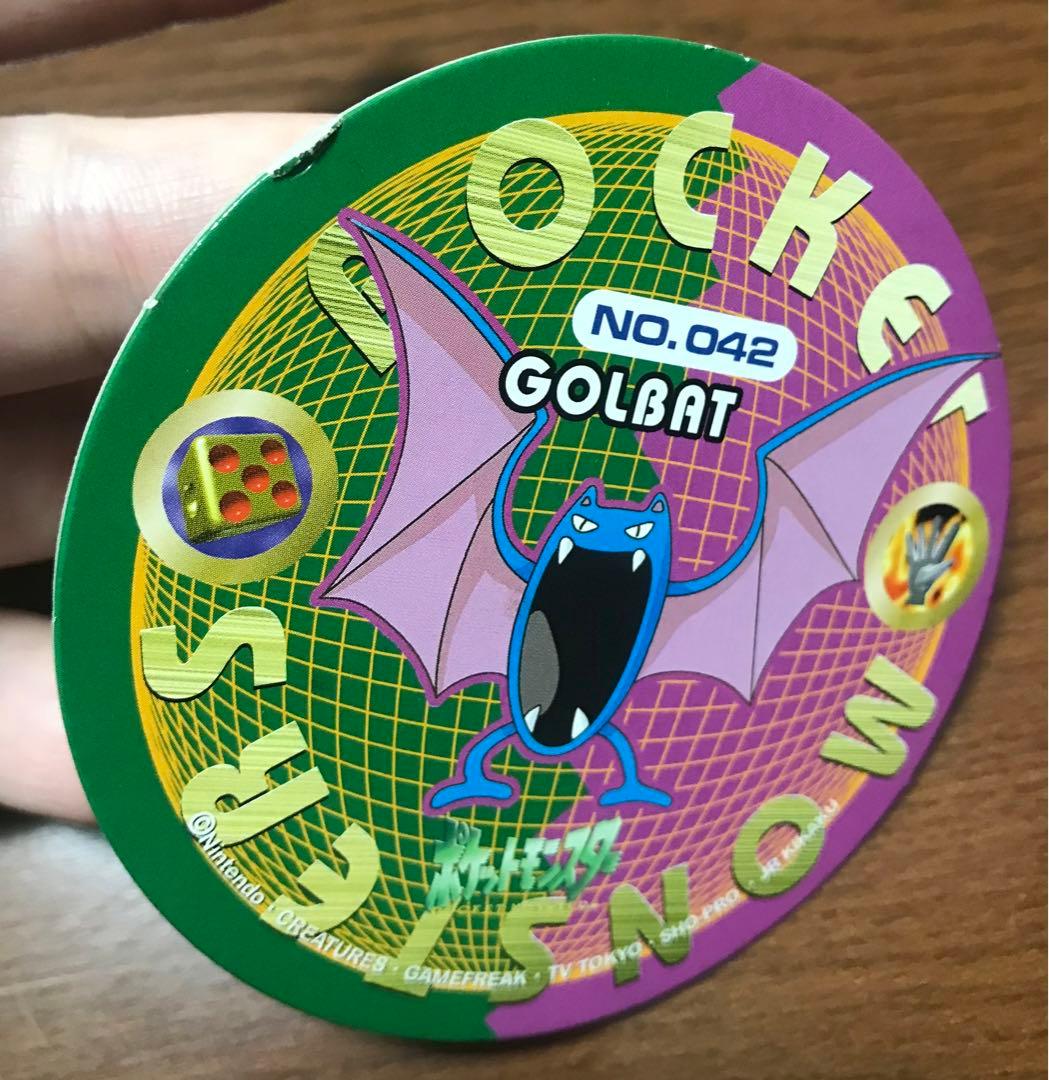 POCKET
MONSTERS
NO.042
GOLBAT
ポケットモンスター
©Nintendo・CREATURES・GAMEFREAK・TV TOKYO・SHO-PRO・JR KIKAKU